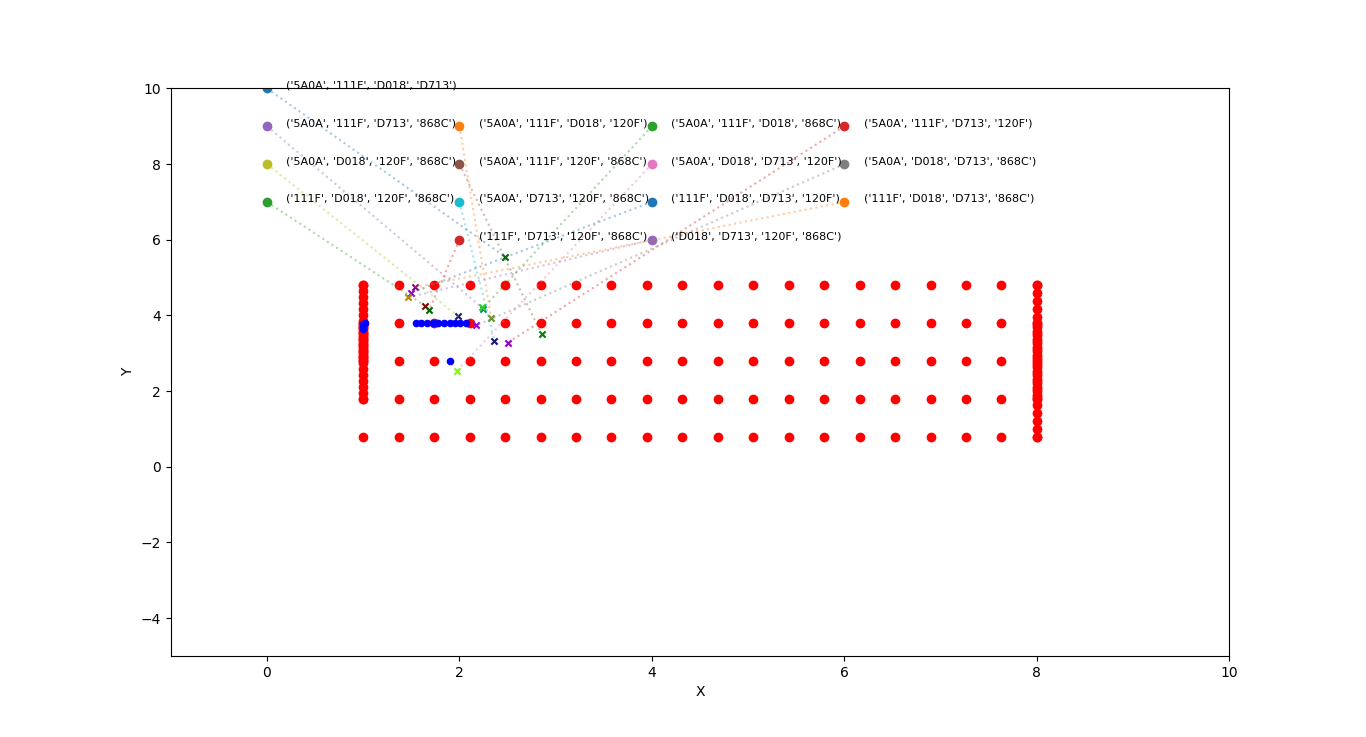 ('5A0A', '111F', 'D018', 'D713')
('5A0A', '111F', 'D713', '868C') ('5A0A', '111F', 'D018', '120F') ('5A0A', '111F', 'D018', '868C') ('5A0A', '111F', 'D713', '120F')
('5A0A', 'D018', '120F', '868C') ('5A0A', '111F', '120F', '868C') ('5A0A', 'D018', 'D713', '120F') ('5A0A', 'D018', 'D713', '868C')
('111F', 'D018', '120F', '868C') ('5A0A', 'D713', '120F', '868C') ('111F', 'D018', 'D713', '120F') ('111F', 'D018', 'D713', '868C')
('111F', 'D713', '120F', '868C') ('D018', 'D713', '120F', '868C')
10
8
6
4
2
0
−2
−4
Y
0 2 4 6 8 10
X